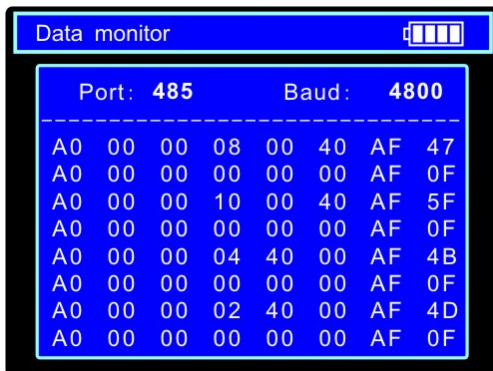 Data monitor
Port: 485 Baud: 4800
A0 00 00 08 00 40 AF 47
A0 00 00 00 00 00 AF 0F
A0 00 00 10 00 40 AF 5F
A0 00 00 00 00 00 AF 0F
A0 00 00 04 40 00 AF 4B
A0 00 00 00 00 00 AF 0F
A0 00 00 02 40 00 AF 4D
A0 00 00 00 00 00 AF 0F